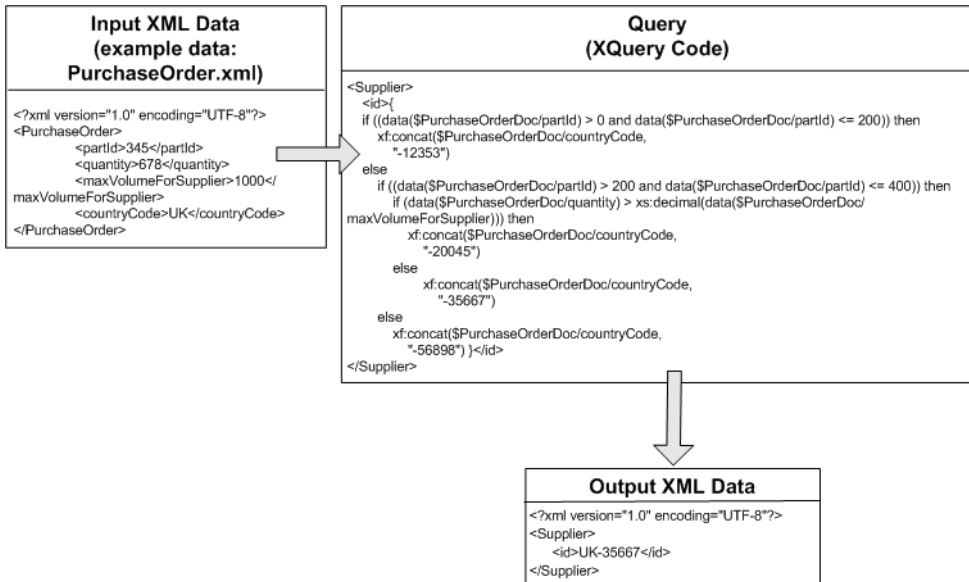 Input XML Data
(example data:
PurchaseOrder.xml)
<?xml version="1.0" encoding="UTF-8"?>
<PurchaseOrder>
<partId>345</partId>
<quantity>678</quantity>
<maxVolumeForSupplier>1000</
maxVolumeForSupplier>
<countryCode>UK</countryCode>
</PurchaseOrder>
Query
(XQuery Code)
<Supplier>
<id>{
if ((data($PurchaseOrderDoc/partId) > 0 and data($PurchaseOrderDoc/partId) <= 200)) then
xf:concat($PurchaseOrderDoc/countryCode,
"-12353")
else
if ((data($PurchaseOrderDoc/partId) > 200 and data($PurchaseOrderDoc/partId) <= 400)) then
if (data($PurchaseOrderDoc/quantity) > xs:decimal(data($PurchaseOrderDoc/
maxVolumeForSupplier))) then
xf:concat($PurchaseOrderDoc/countryCode,
"-20045")
else
xf:concat($PurchaseOrderDoc/countryCode,
"-35667")
else
xf:concat($PurchaseOrderDoc/countryCode,
"-56898") }</id>
</Supplier>
Output XML Data
<?xml version="1.0" encoding="UTF-8"?>
<Supplier>
<id>UK-35667</id>
</Supplier>